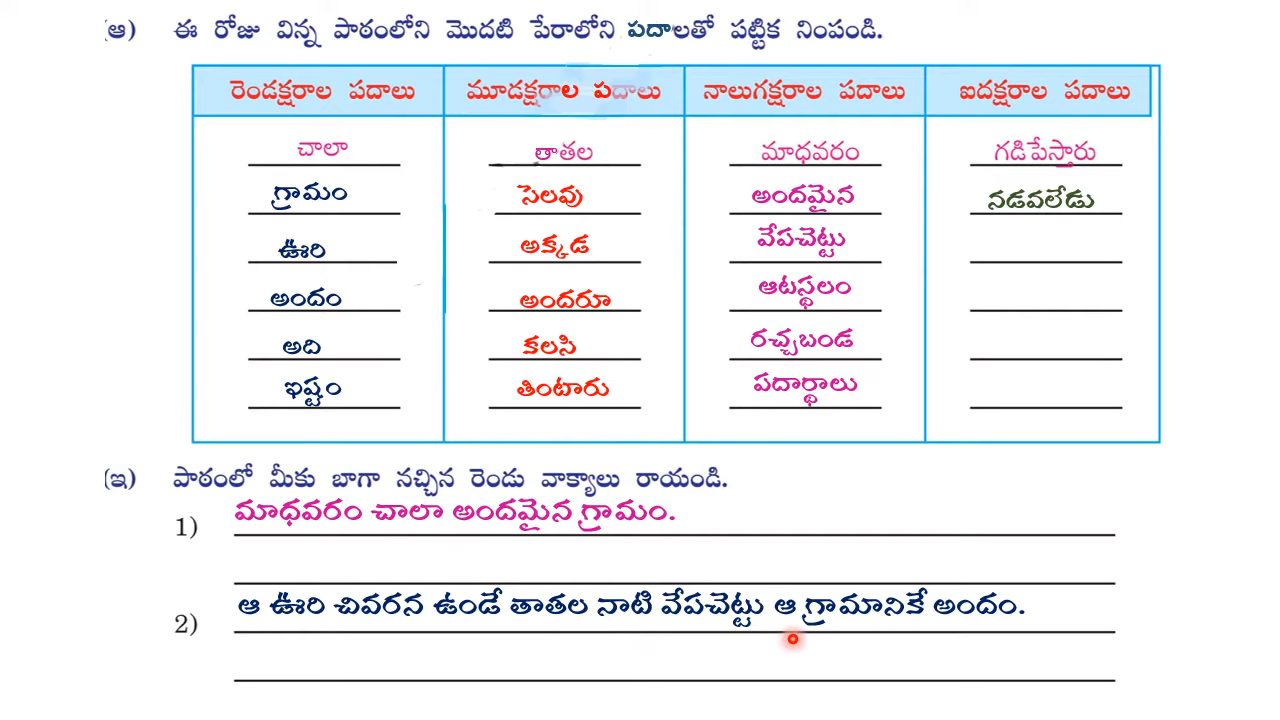 (ఆ) ఈ రోజు విన్న పాఠంలోని మొదటి పేరాలోని పదాలతో పట్టిక నింపండి.
రెండక్షరాల పదాలు మూడక్షరాల పదాలు నాలుగక్షరాల పదాలు ఐదక్షరాల పదాలు
చాలా తాతల మాధవరం గడిపేస్తారు
గ్రామం సెలవు అందమైన నడవలేడు
ఊరి అక్కడ వేపచెట్టు
అందం అందరూ ఆటస్థలం
అది కలసి రచ్చబండ
ఇష్టం తింటారు పదార్థాలు
(ఇ) పాఠంలో మీకు బాగా నచ్చిన రెండు వాక్యాలు రాయండి.
1) మాధవరం చాలా అందమైన గ్రామం.
2) ఆ ఊరి చివరన ఉండే తాతల నాటి వేపచెట్టు ఆ గ్రామానికే అందం.